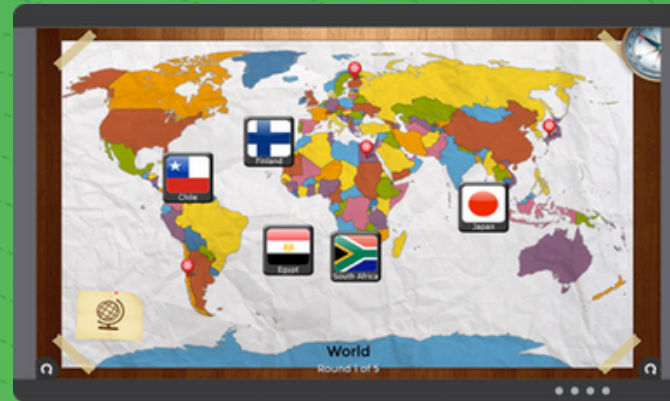 Finland
Chile
Japan
Egypt
South Africa
World
Round 1 of 5